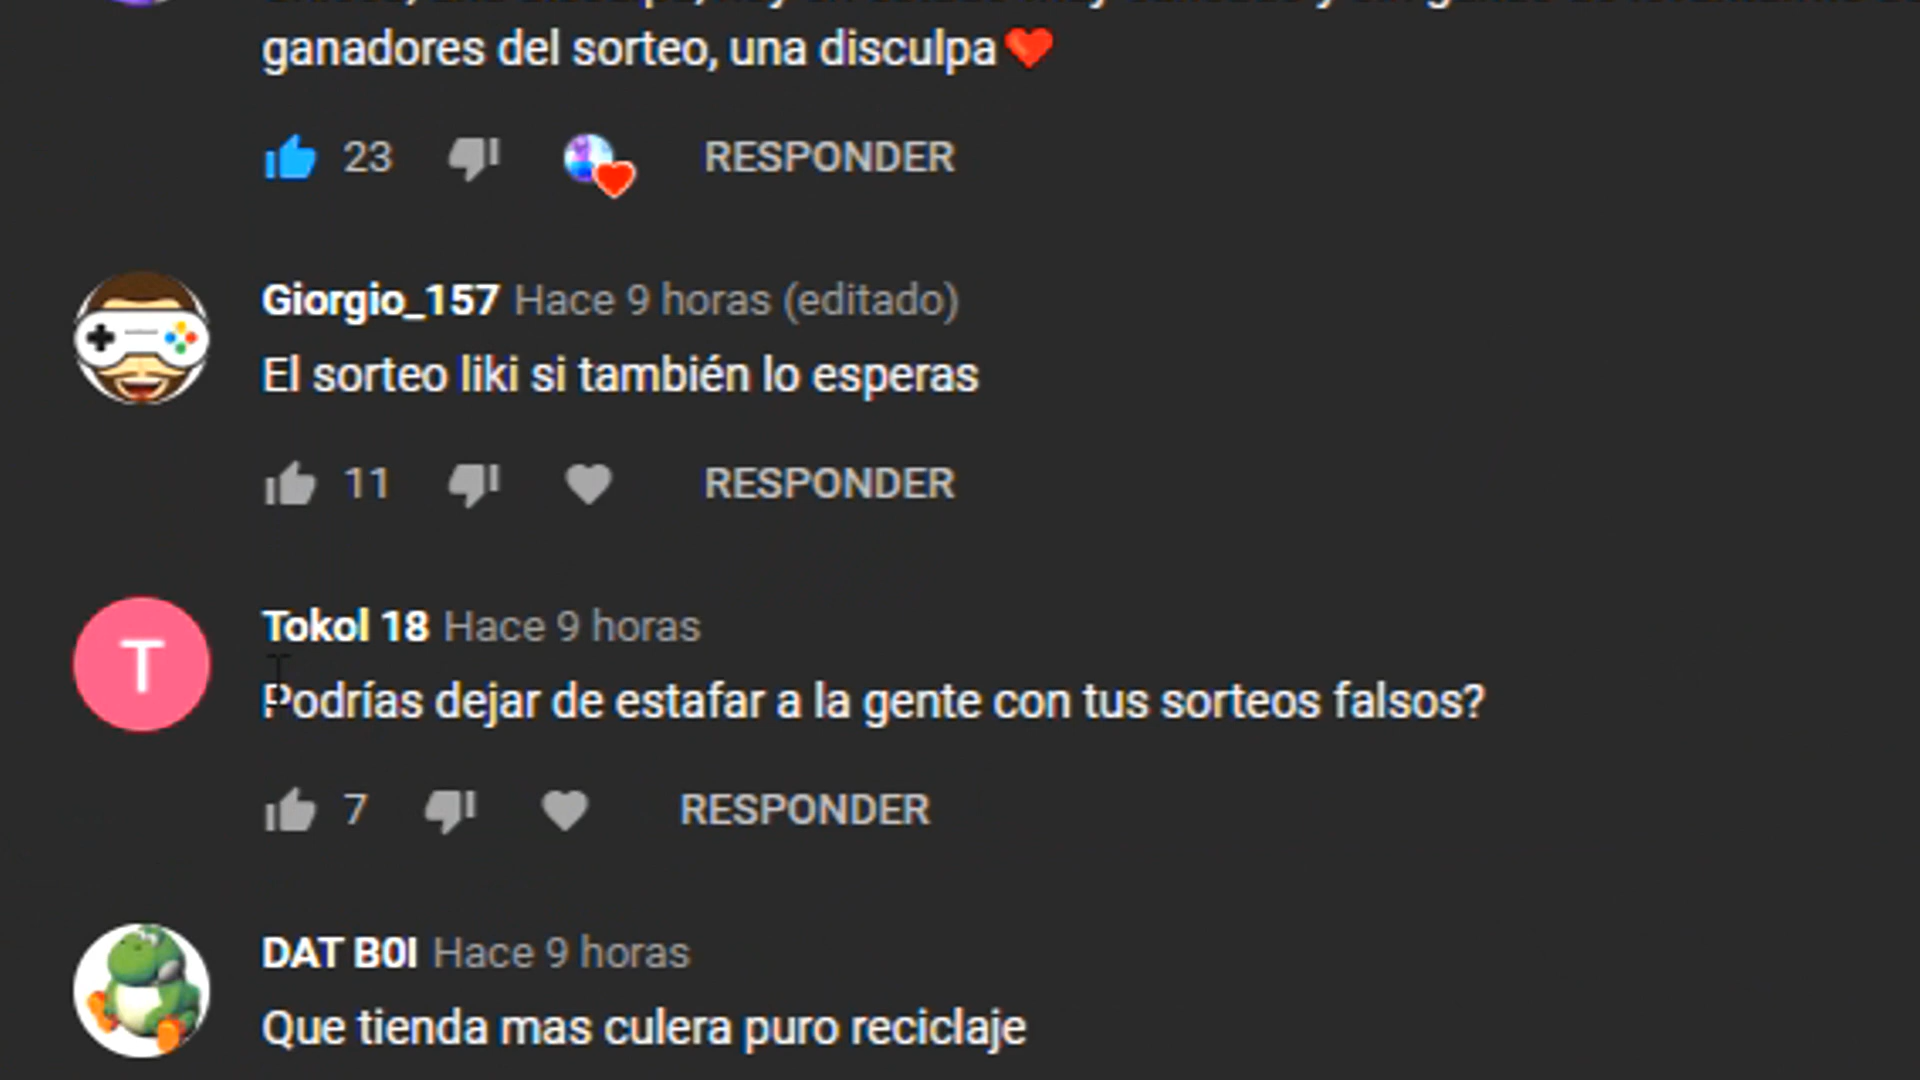 ganadores del sorteo, una disculpa❤️
23 RESPONDER
Giorgio_157 Hace 9 horas (editado)
El sorteo liki si también lo esperas
11 RESPONDER
T
Tokol 18 Hace 9 horas
Podrías dejar de estafar a la gente con tus sorteos falsos?
7 RESPONDER
DAT B0I Hace 9 horas
Que tienda mas culera puro reciclaje